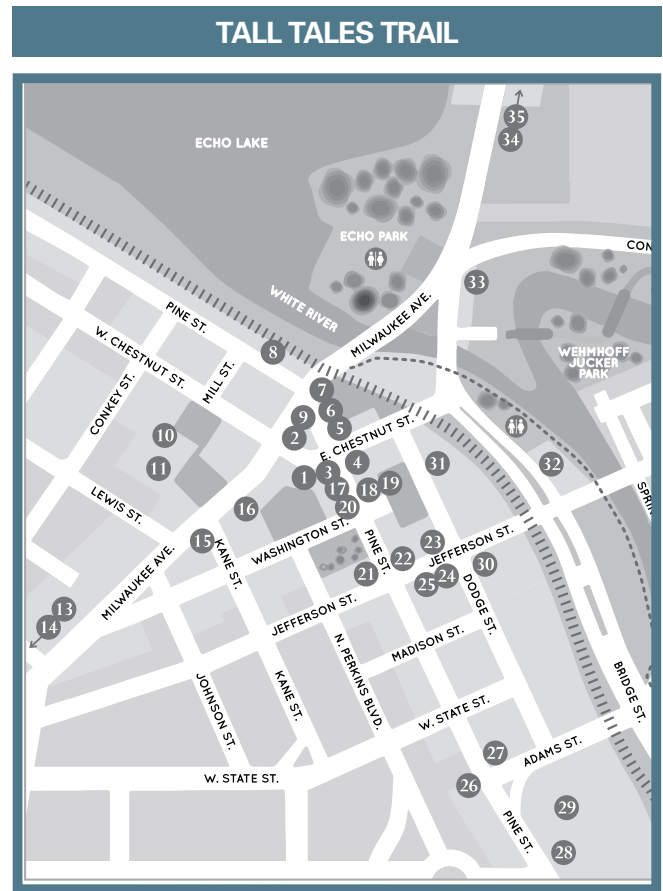 TALL TALES TRAIL
35
34
ECHO LAKE
ECHO PARK
CON
33
WHITE RIVER
MILWAUKEE AVE.
PINE ST.
8
W. CHESTNUT ST.
MILL ST.
WEHMHOFF
JUCKER
PARK
CONKEY ST.
7
6
9
5
2
E. CHESTNUT ST.
10
11
1
3
4
17
18
19
20
31
32
LEWIS ST.
16
15
KANE ST.
WASHINGTON ST.
PINE ST.
SPRIN
MILWAUKEE AVE.
21
22
23
JEFFERSON ST.
25
24
30
DODGE ST.
13
14
JEFFERSON ST.
MADISON ST.
N. PERKINS BLVD.
JOHNSON ST.
KANE ST.
BRIDGE ST.
W. STATE ST.
W. STATE ST.
27
ADAMS ST.
26
PINE ST.
29
28